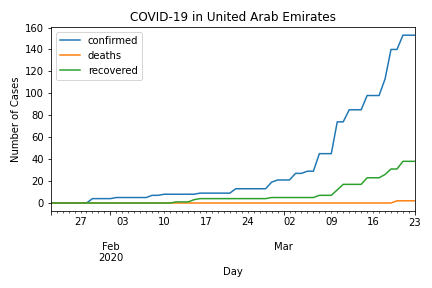 COVID-19 in United Arab Emirates
confirmed
deaths
recovered
Number of Cases
160
140
120
100
80
60
40
20
0
27 03 10 17 24 02 09 16 23
Feb Mar
2020
Day